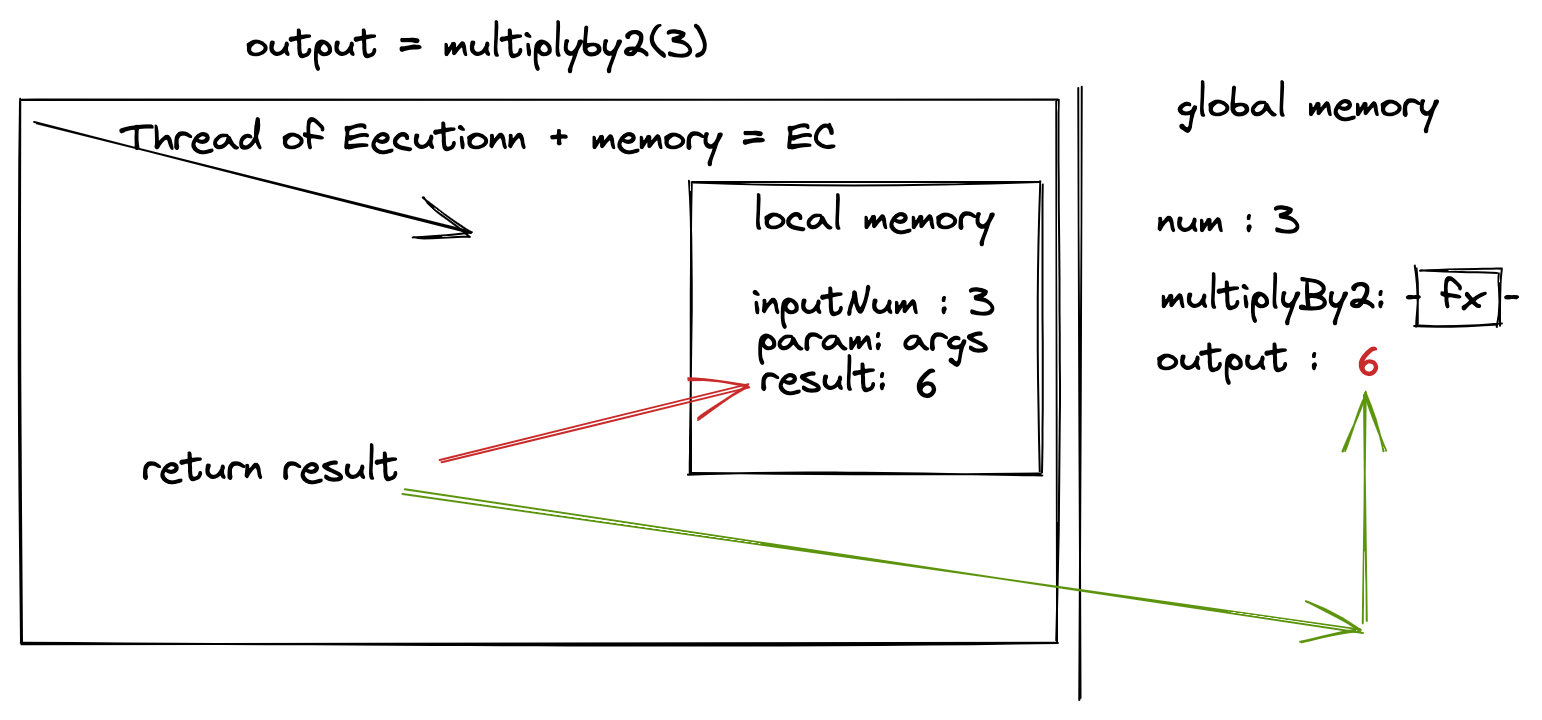 output = multiplyby2(3)
Thread of Eecutionn + memory = EC
local memory
inputNum : 3
param: args
result: 6
return result
global memory
num : 3
multiplyBy2: fx
output : 6